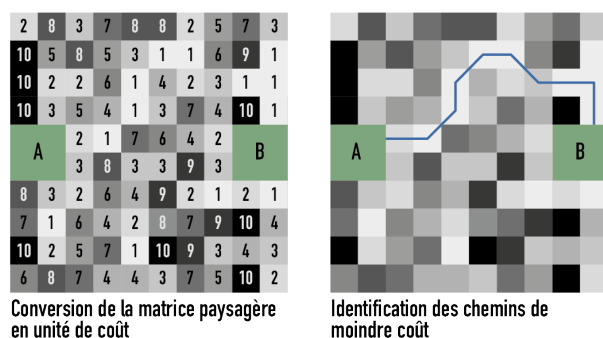 2 8 3 7 8 8 2 5 7 3
10 5 8 5 3 1 1 6 9 1
10 2 2 6 1 4 2 3 1 1
10 3 5 4 1 3 7 4 10 1
2 1 7 6 4 2
A B A B
3 8 3 3 9 3
8 3 2 6 4 9 2 1 2 1
7 1 6 4 2 8 7 9 10 4
10 2 5 7 1 10 9 3 4 3
6 8 7 4 4 3 7 5 10 2
Conversion de la matrice paysagère
en unité de coût
Identification des chemins de
moindre coût